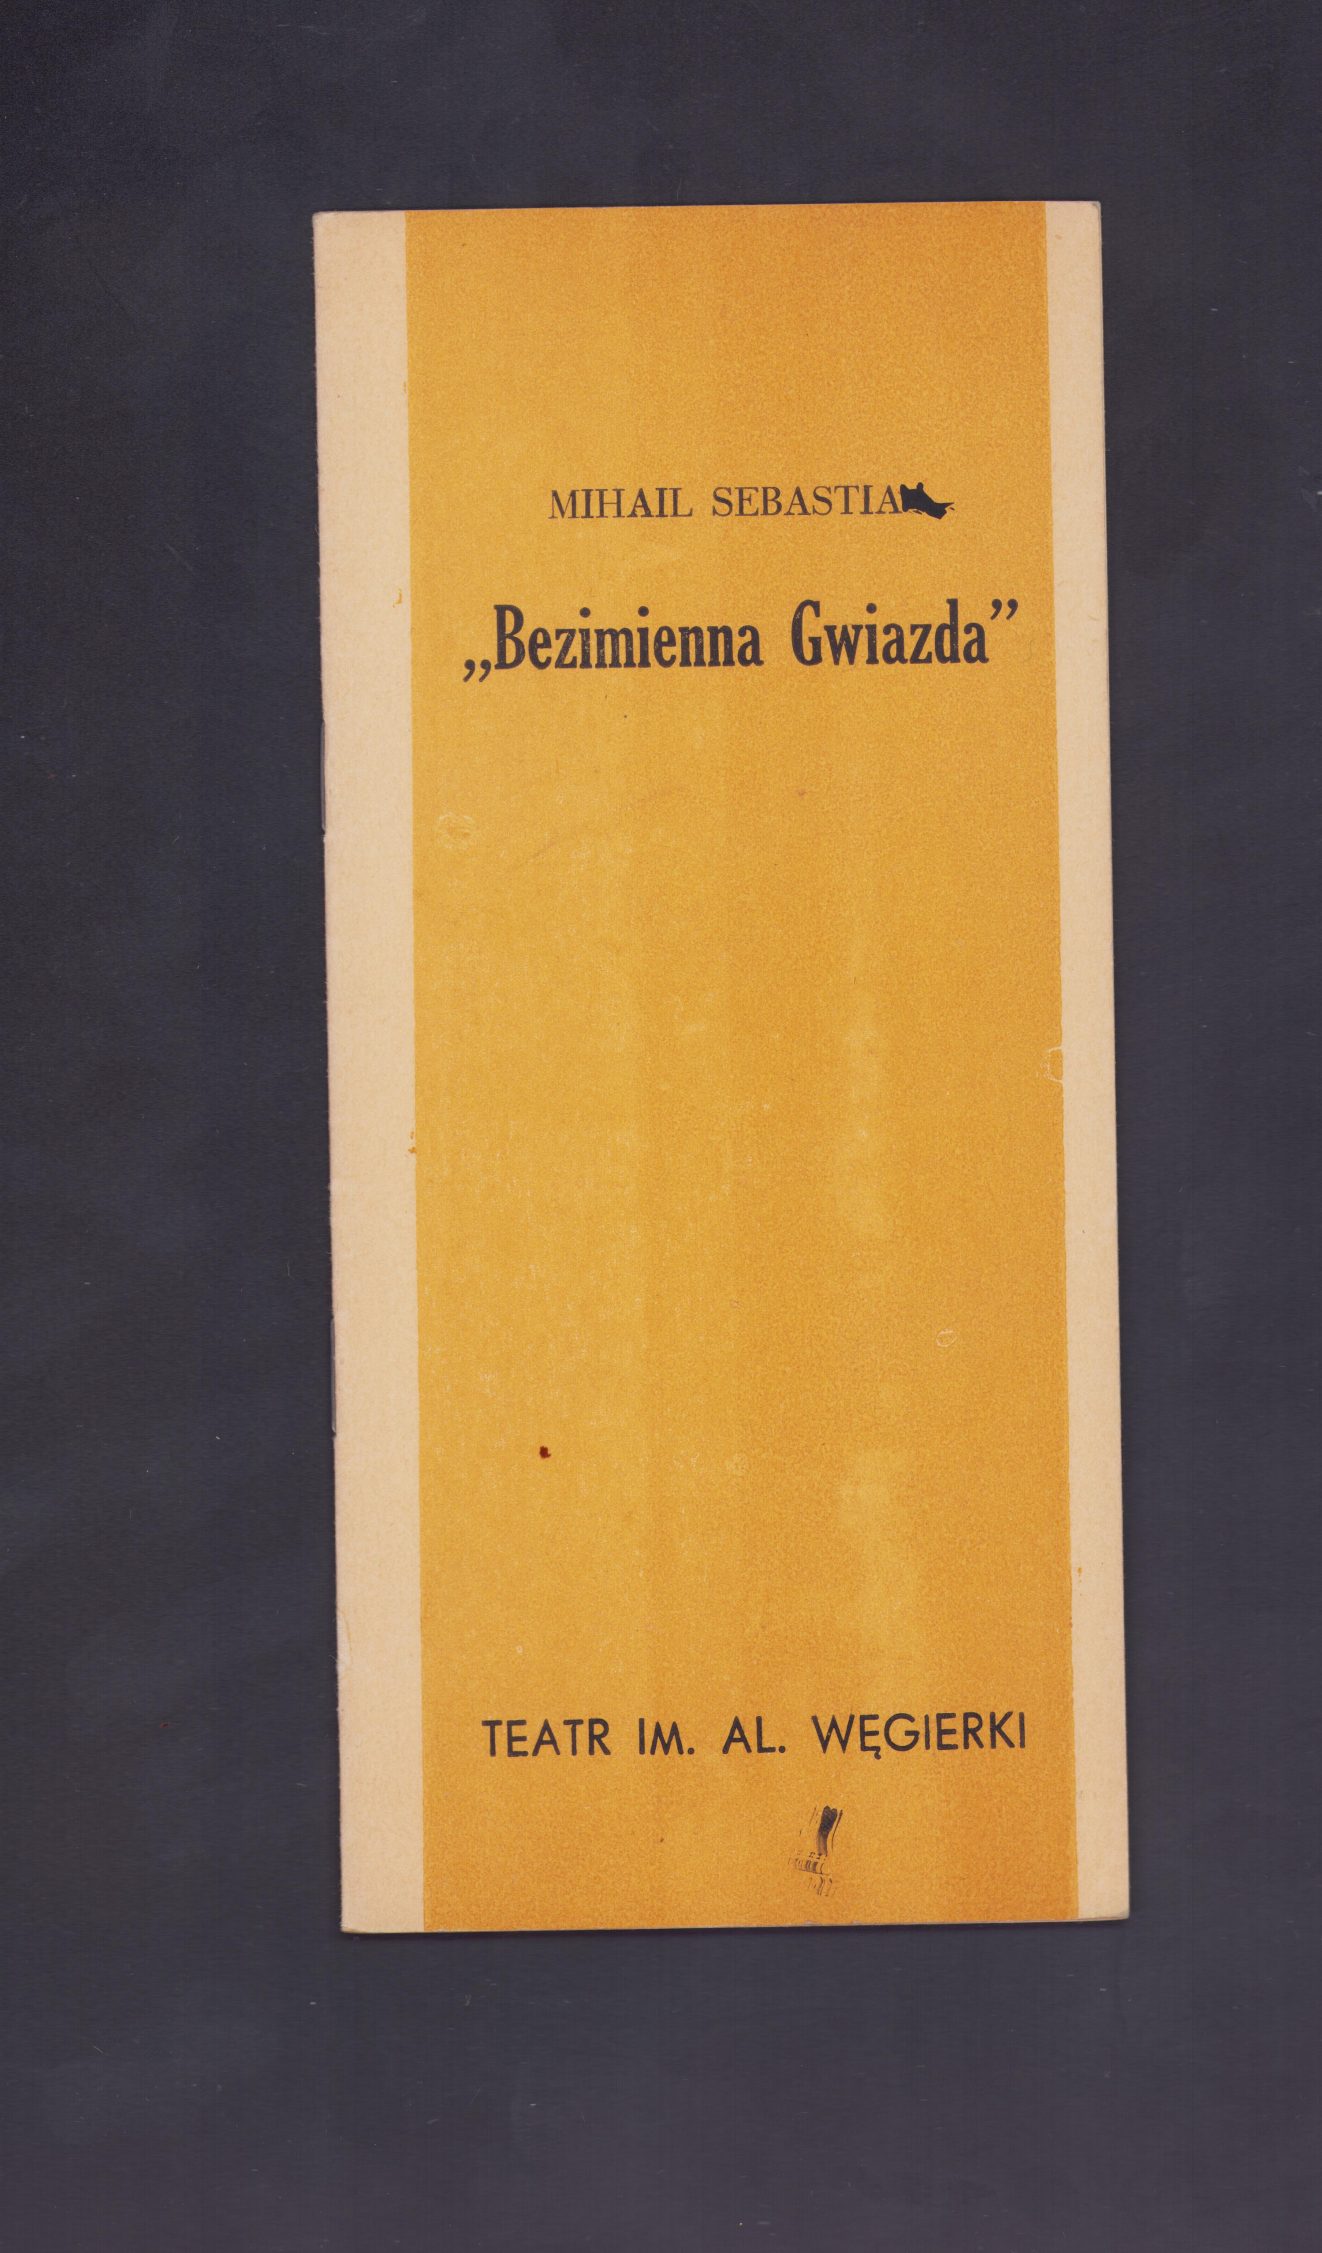 MIHAIL SEBASTIA
„Bezimienna Gwiazda”
TEATR IM. AL. WĘGIERKI